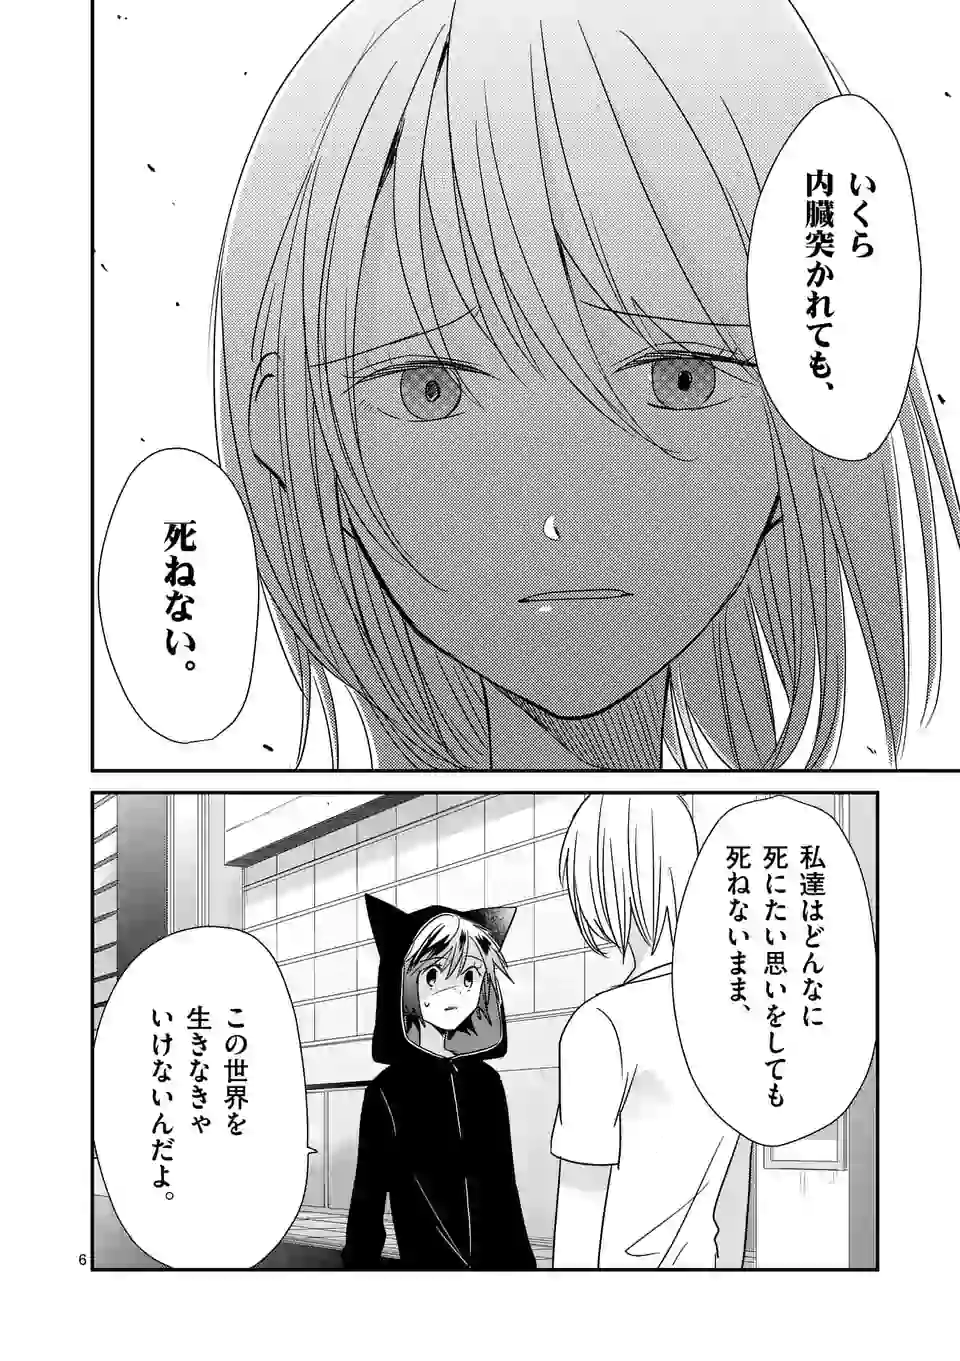 いくら
内臓突かれても、
死ねない。
私達はどんなに
死にたい思いをしても
死ねないまま、
この世界を
生きなきゃ
いけないんだよ。
6